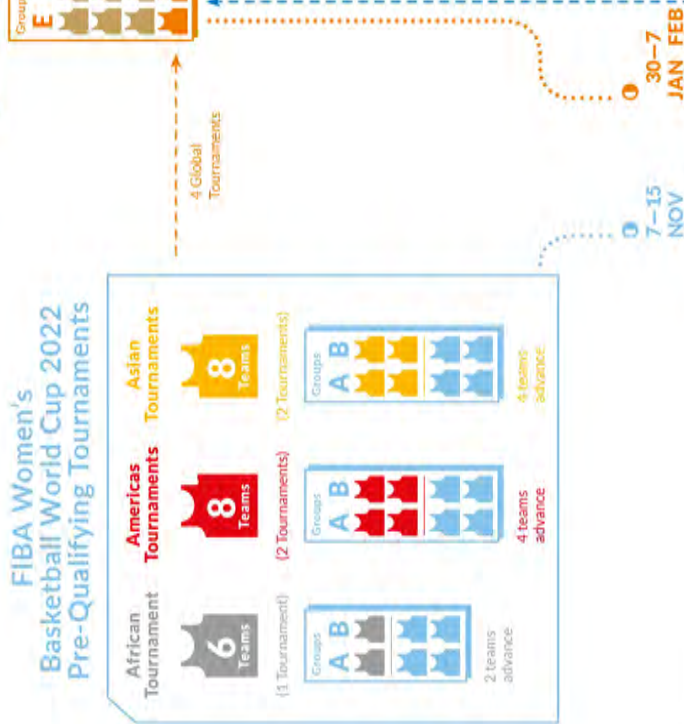 FIBA Women's
Basketball World Cup 2022
Pre-Qualifying Tournaments
African
Tournament
6
Teams
(1 Tournament)
Groups
A B
2 teams
advance
Americas
Tournaments
8
Teams
(2 Tournaments)
Groups
A B
4 teams
advance
Asian
Tournaments
8
Teams
(2 Tournaments)
Groups
A B
4 teams
advance
4 Global
Tournaments
Groups
E
7–15
NOV
30–7
JAN FEB